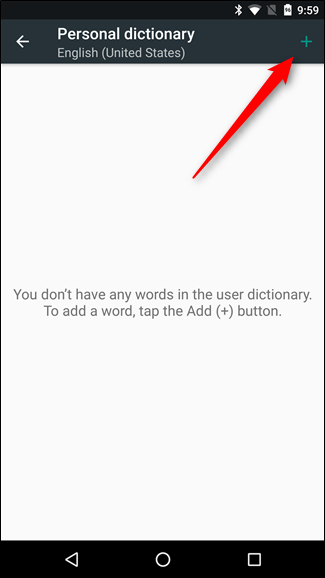 9:59
Personal dictionary
English (United States)
You don't have any words in the user dictionary.
To add a word, tap the Add (+) button.